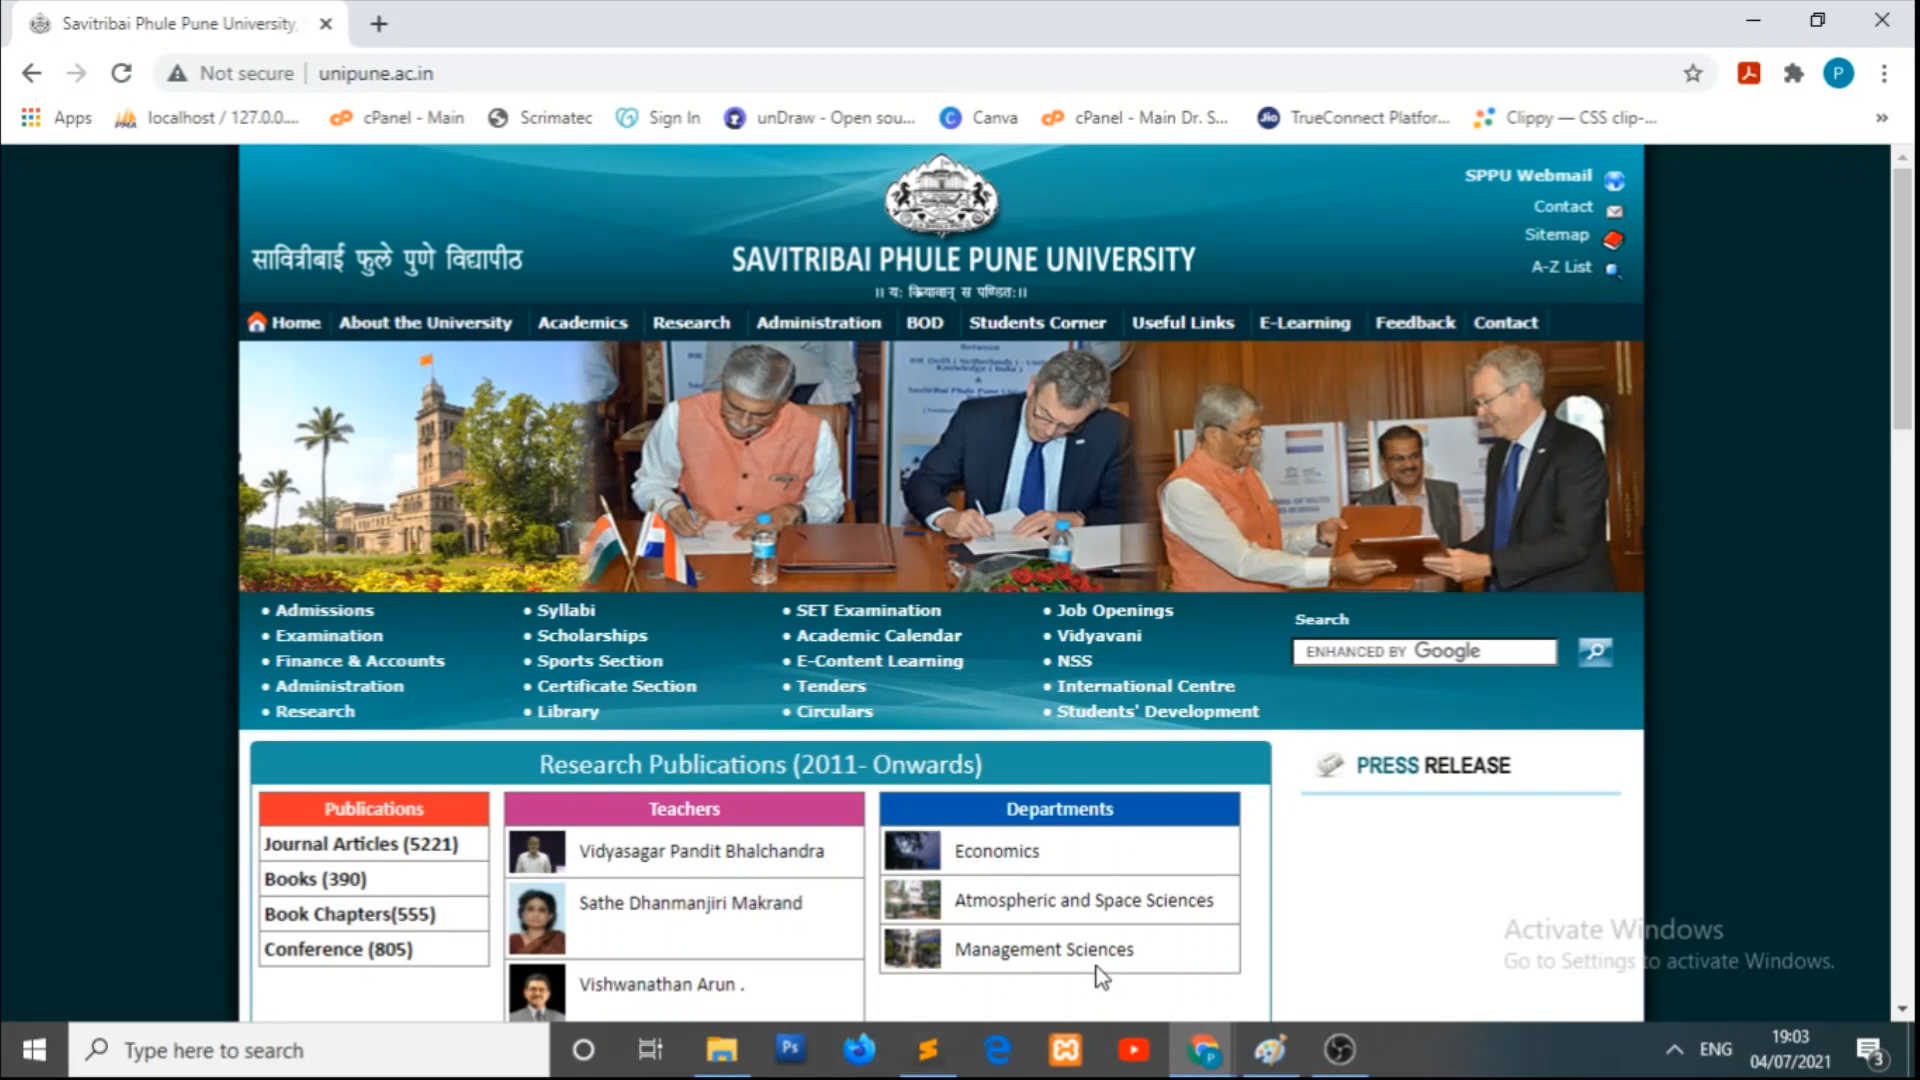 Savitribai Phule Pune University,
Not secure | unipune.ac.in
Apps
localhost / 127.0.0....
cPanel - Main
Scrimatec
Sign In
unDraw - Open sou...
Canva
cPanel - Main Dr. S...
TrueConnect Platfor...
Clippy — CSS clip-...
»
SPPU Webmail
Contact
Sitemap
A-Z List
सावित्रीबाई फुले पुणे विद्यापीठ
SAVITRIBAI PHULE PUNE UNIVERSITY
॥ यः क्रियावान् स पण्डितः॥
Home
About the University
Academics
Research
Administration
BOD
Students Corner
Useful Links
E-Learning
Feedback
Contact
• Admissions
• Examination
• Finance & Accounts
• Administration
• Research
• Syllabi
• Scholarships
• Sports Section
• Certificate Section
• Library
• SET Examination
• Academic Calendar
• E-Content Learning
• Tenders
• Circulars
• Job Openings
• Vidyavani
• NSS
• International Centre
• Students' Development
Search
ENHANCED BY Google
Research Publications (2011- Onwards)
Publications
Journal Articles (5221)
Books (390)
Book Chapters(555)
Conference (805)
Teachers
Vidyasagar Pandit Bhalchandra
Sathe Dhanmanjiri Makrand
Vishwanathan Arun .
Departments
Economics
Atmospheric and Space Sciences
Management Sciences
PRESS RELEASE
Activate Windows
Go to Settings to activate Windows.
Type here to search
ENG
19:03
04/07/2021
3